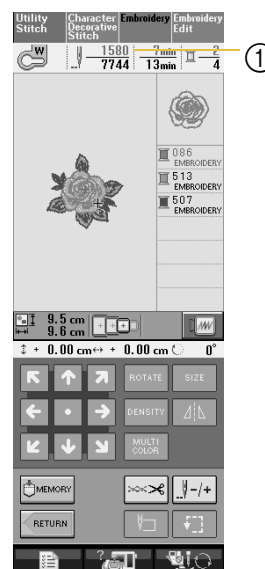 Utility Stitch
Character Decorative Stitch
Embroidery
Embroidery Edit
W
1580
7744
7min
13min
2
4
①
086
EMBROIDERY
513
EMBROIDERY
507
EMBROIDERY
9.5 cm
9.6 cm
+ 0.00 cm + 0.00 cm 0°
ROTATE
SIZE
DENSITY
MULTI COLOR
MEMORY
-/+
RETURN